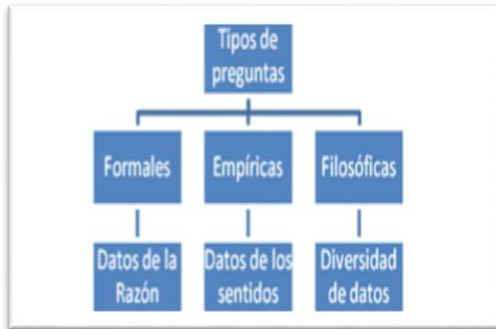 Tipos de
preguntas
Formales
Empíricas
Filosóficas
Datos de la
Razón
Datos de los
sentidos
Diversidad
de datos